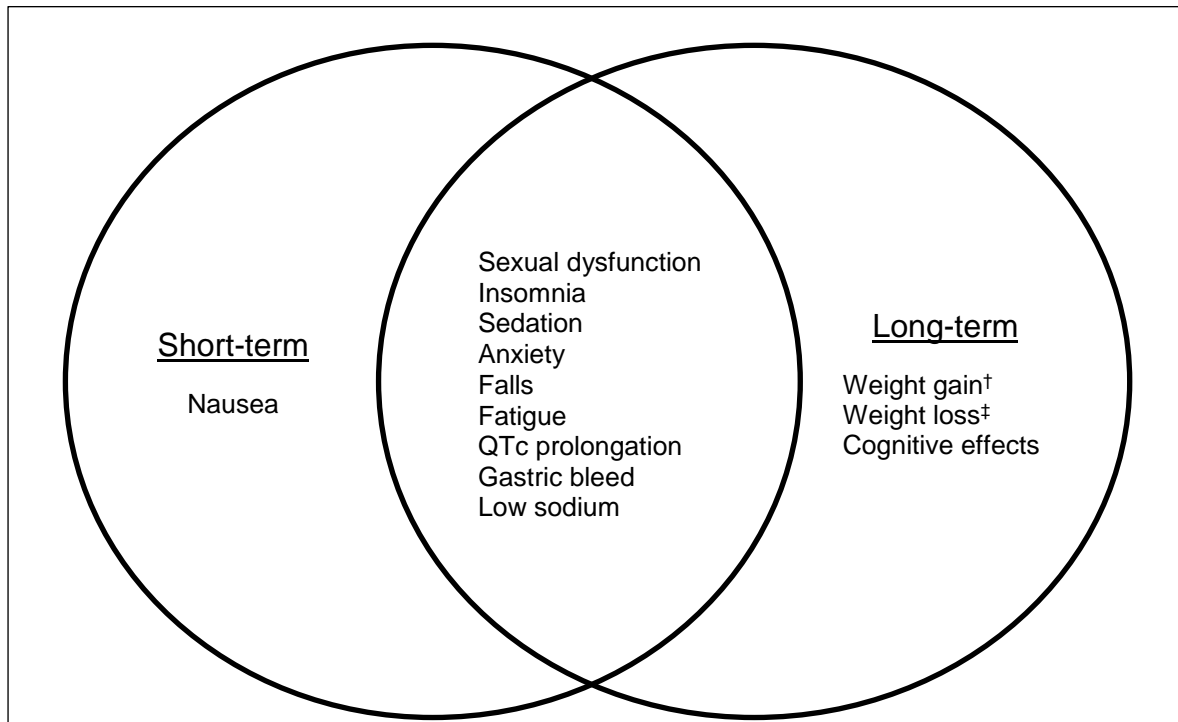 Short-term
Nausea
Sexual dysfunction
Insomnia
Sedation
Anxiety
Falls
Fatigue
QTc prolongation
Gastric bleed
Low sodium
Long-term
Weight gain†
Weight loss‡
Cognitive effects